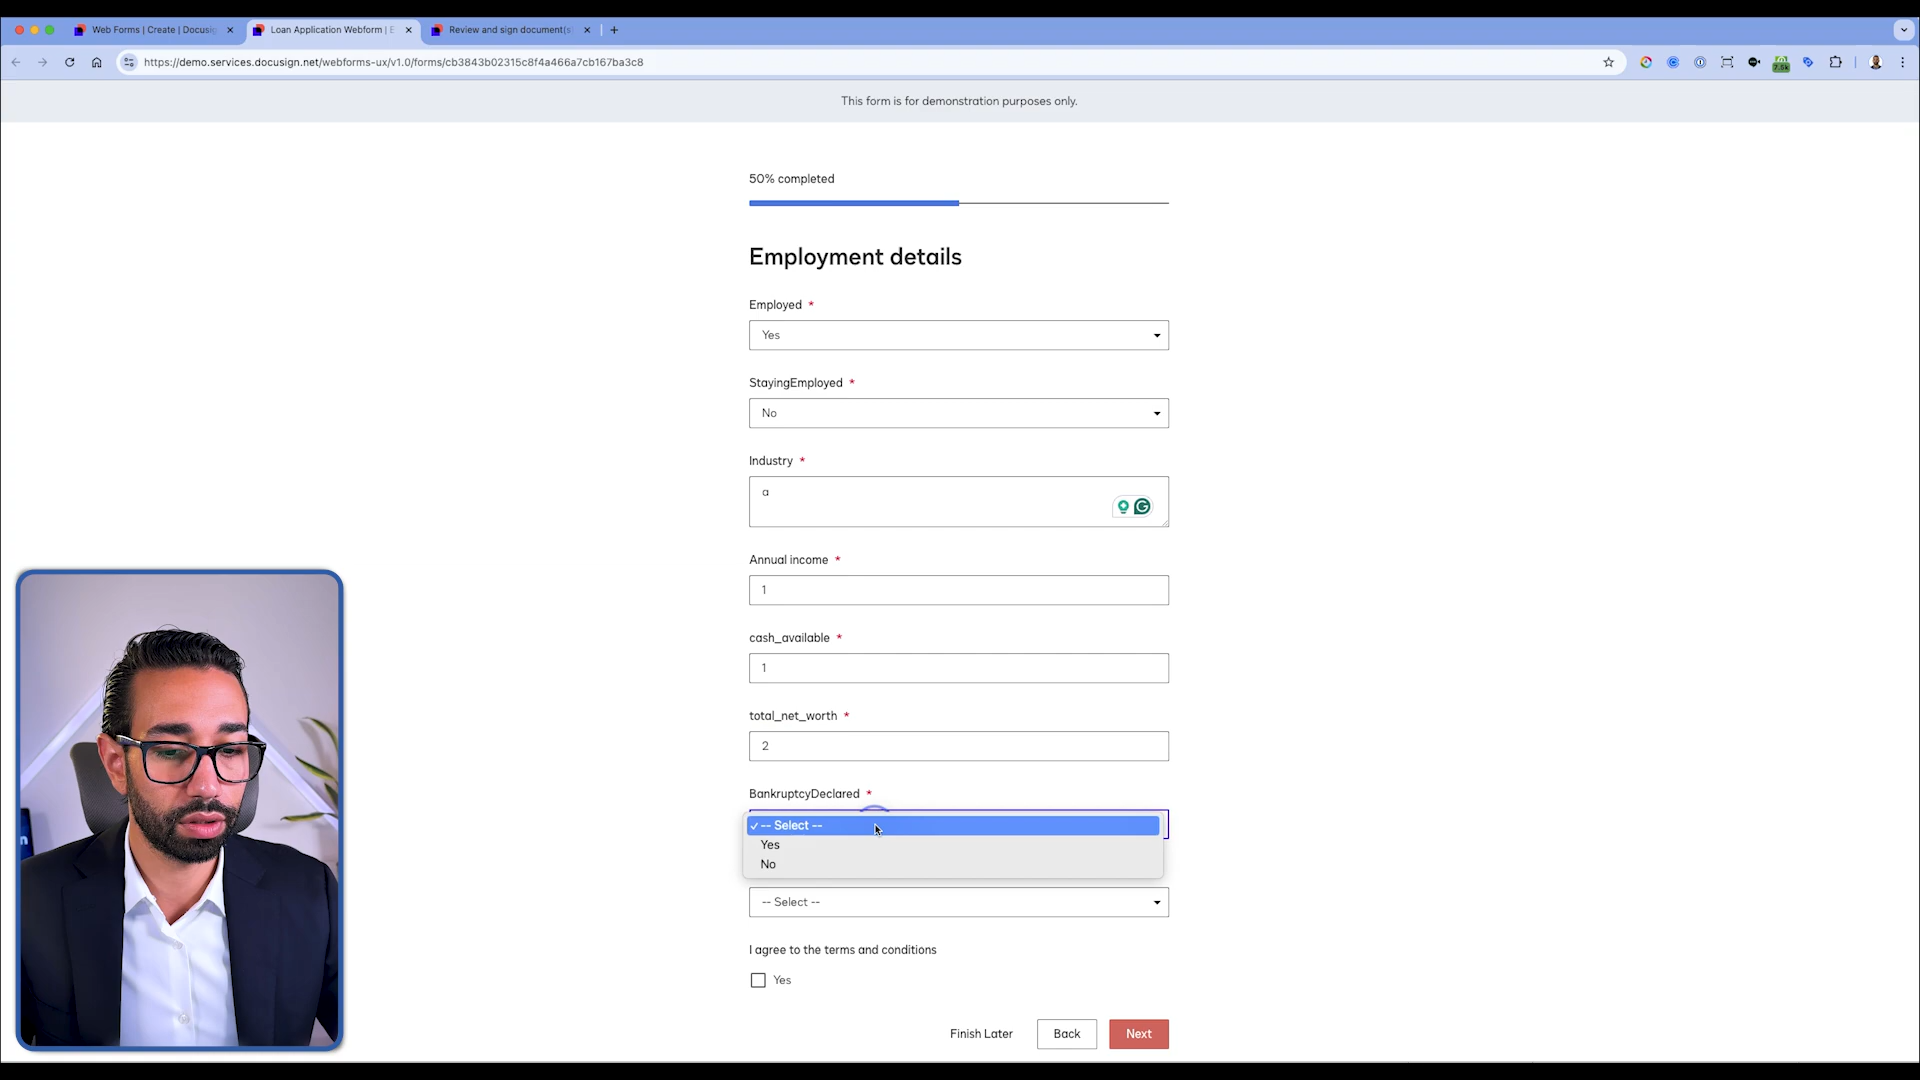 Web Forms | Create | Docusig
Loan Application Webform | E
Review and sign document(s
https://demo.services.docusign.net/webforms-ux/v1.0/forms/cb3843b02315c8f4a466a7cb167ba3c8
7.5k
This form is for demonstration purposes only.
50% completed
Employment details
Employed *
Yes
StayingEmployed *
No
Industry *
a
Annual income *
1
cash_available *
1
total_net_worth *
2
BankruptcyDeclared *
✓ -- Select --
Yes
No
-- Select --
I agree to the terms and conditions
Yes
Finish Later
Back
Next